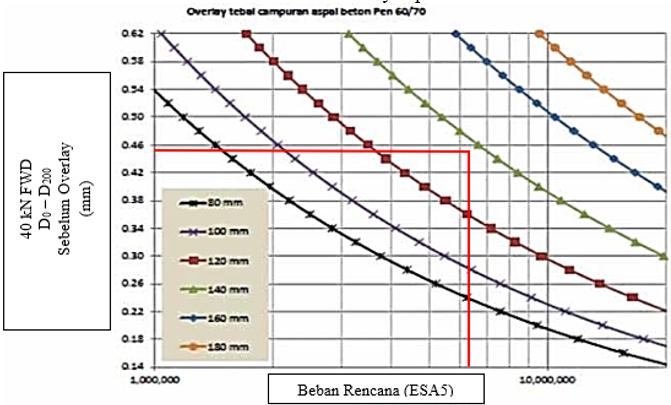 Overlay tebal campuran aspal beton Pen 60/70
40 kN FWD
D0 – D200
Sebelum Overlay
(mm)
0.62
0.58
0.54
0.50
0.46
0.42
0.38
0.34
0.30
0.26
0.22
0.18
0.14
80 mm
100 mm
120 mm
140 mm
160 mm
180 mm
1,000,000
10,000,000
Beban Rencana (ESA5)